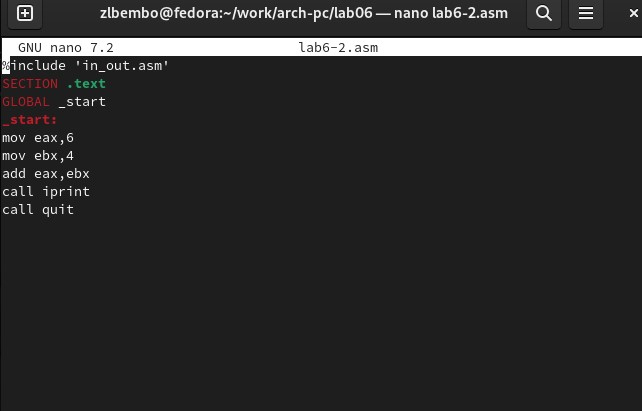 zlbembo@fedora:~/work/arch-pc/lab06 — nano lab6-2.asm
GNU nano 7.2 lab6-2.asm
%include 'in_out.asm'
SECTION .text
GLOBAL _start
_start:
mov eax,6
mov ebx,4
add eax,ebx
call iprint
call quit